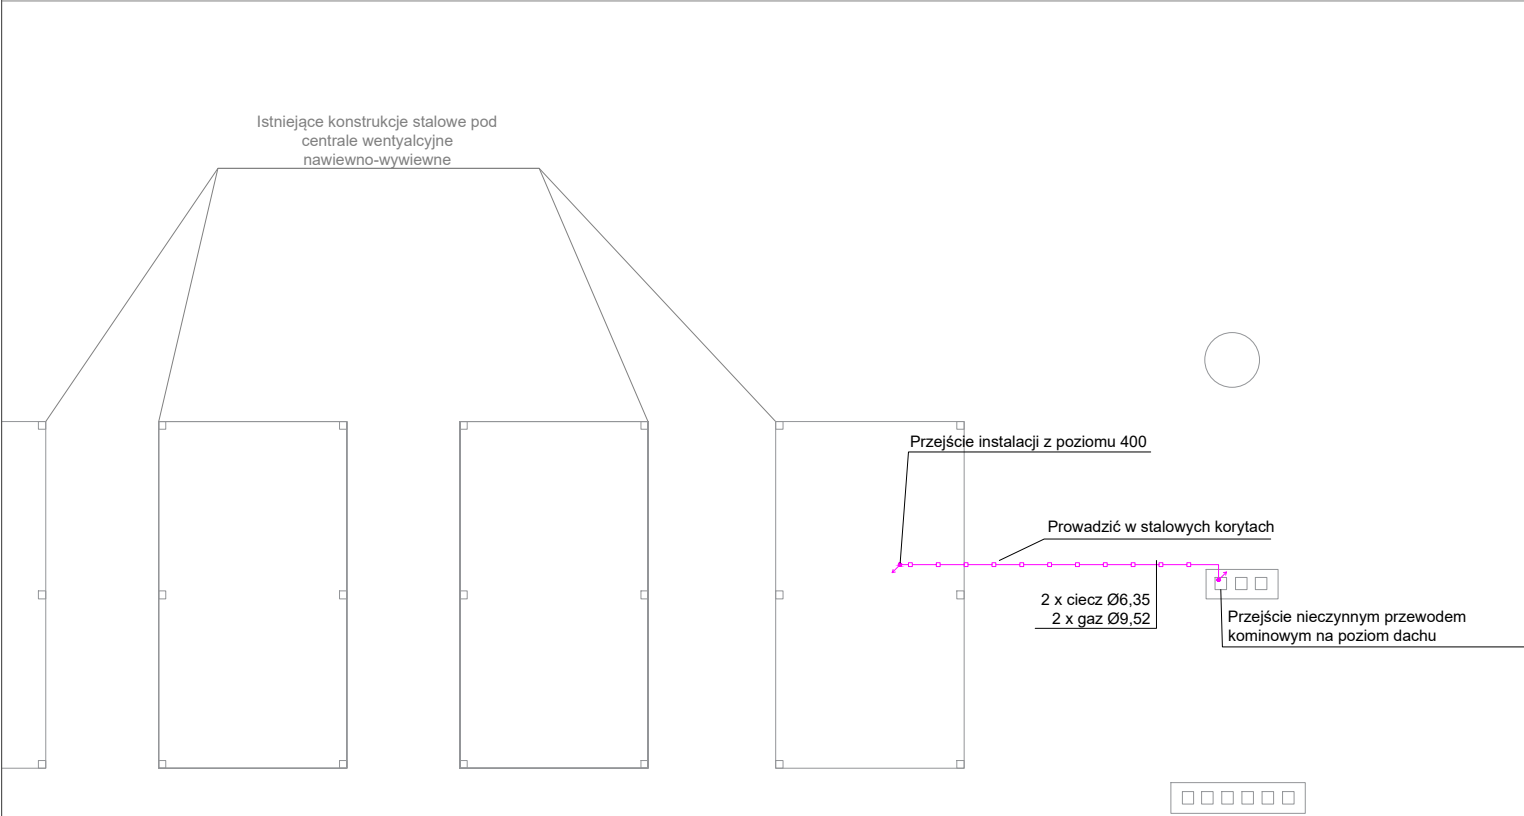 Istniejące konstrukcje stalowe pod
centrale wentyalcyjne
nawiewno-wywiewne
Przejście instalacji z poziomu 400
Prowadzić w stalowych korytach
2 x ciecz Ø6,35
2 x gaz Ø9,52
Przejście nieczynnym przewodem
kominowym na poziom dachu